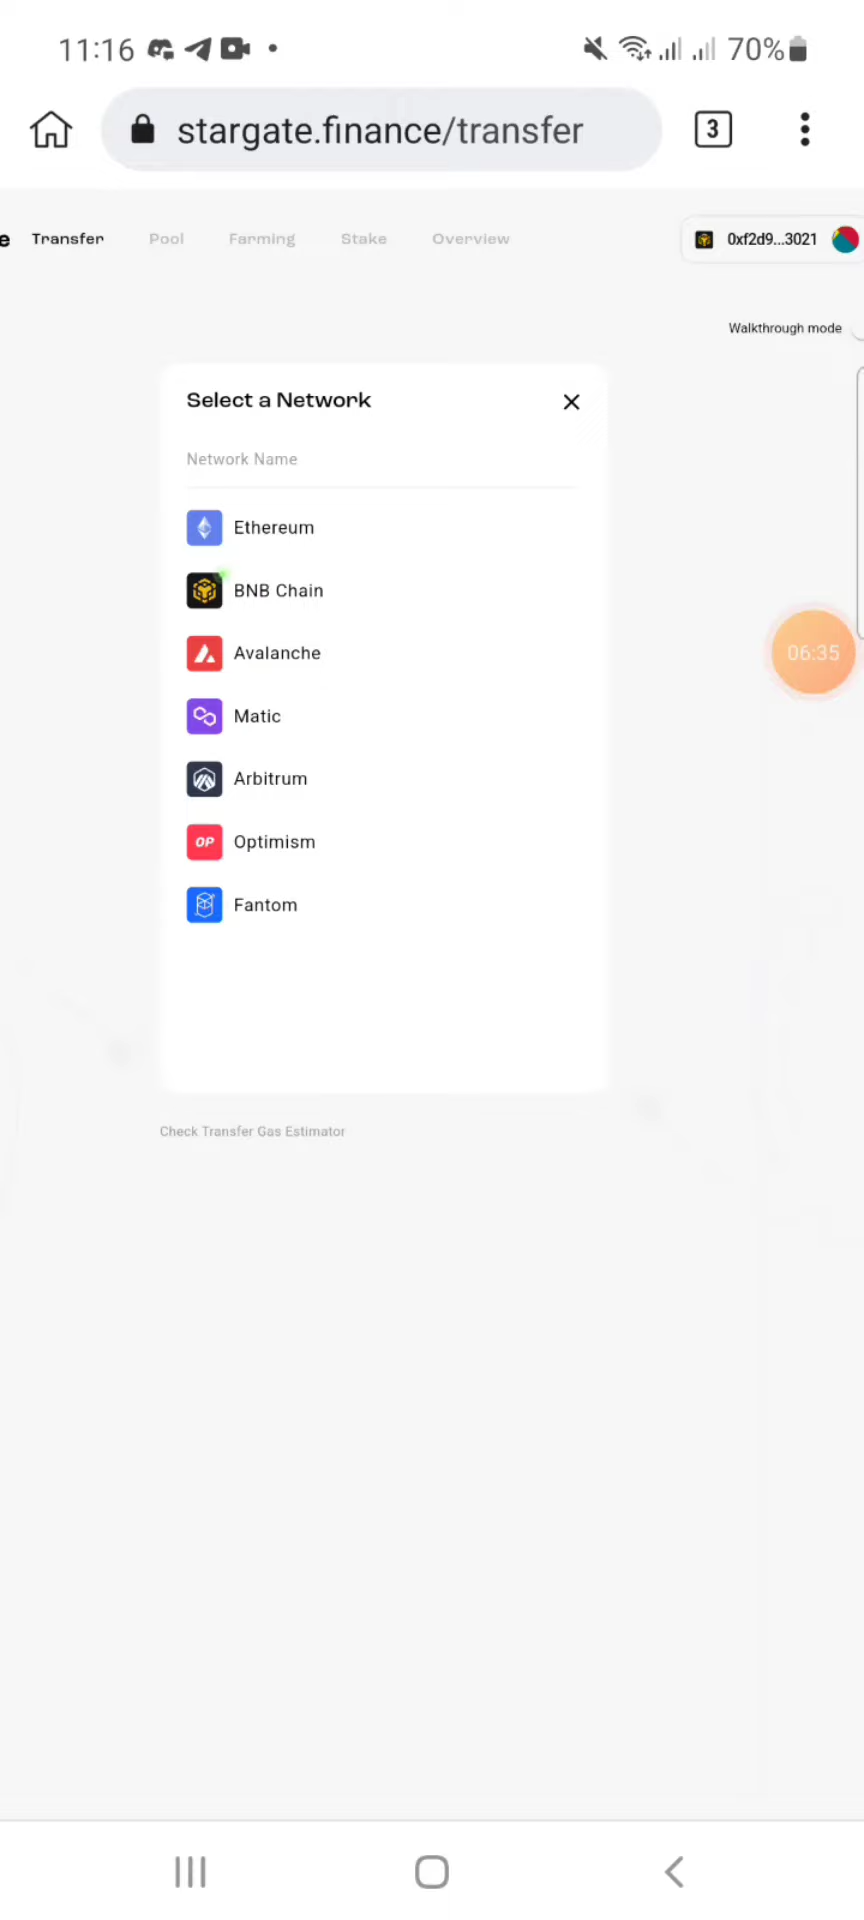 11:16 70%
stargate.finance/transfer 3
e Transfer Pool Farming Stake Overview 0xf2d9...3021
Walkthrough mode
Select a Network
Network Name
Ethereum
BNB Chain
Avalanche
06:35
Matic
Arbitrum
OP Optimism
Fantom
Check Transfer Gas Estimator